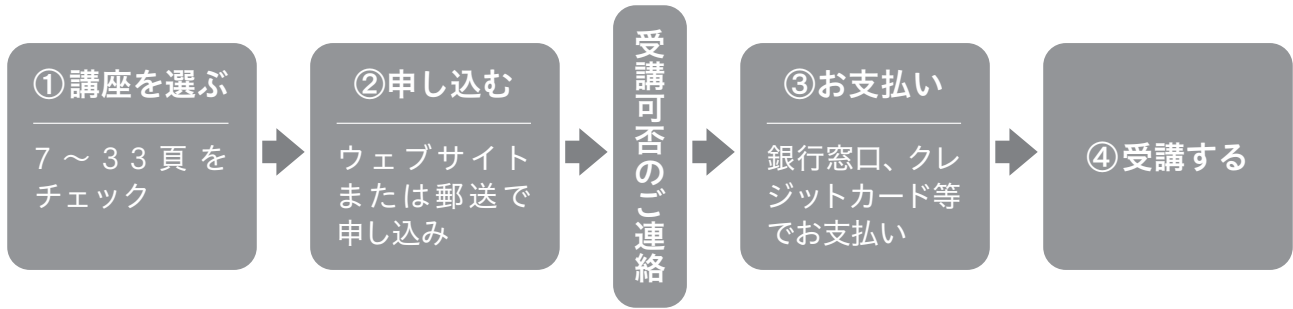 ①講座を選ぶ
7～33頁を
チェック
②申し込む
ウェブサイト
または郵送で
申し込み
受講可否のご連絡
③お支払い
銀行窓口、クレ
ジットカード等
でお支払い
④受講する